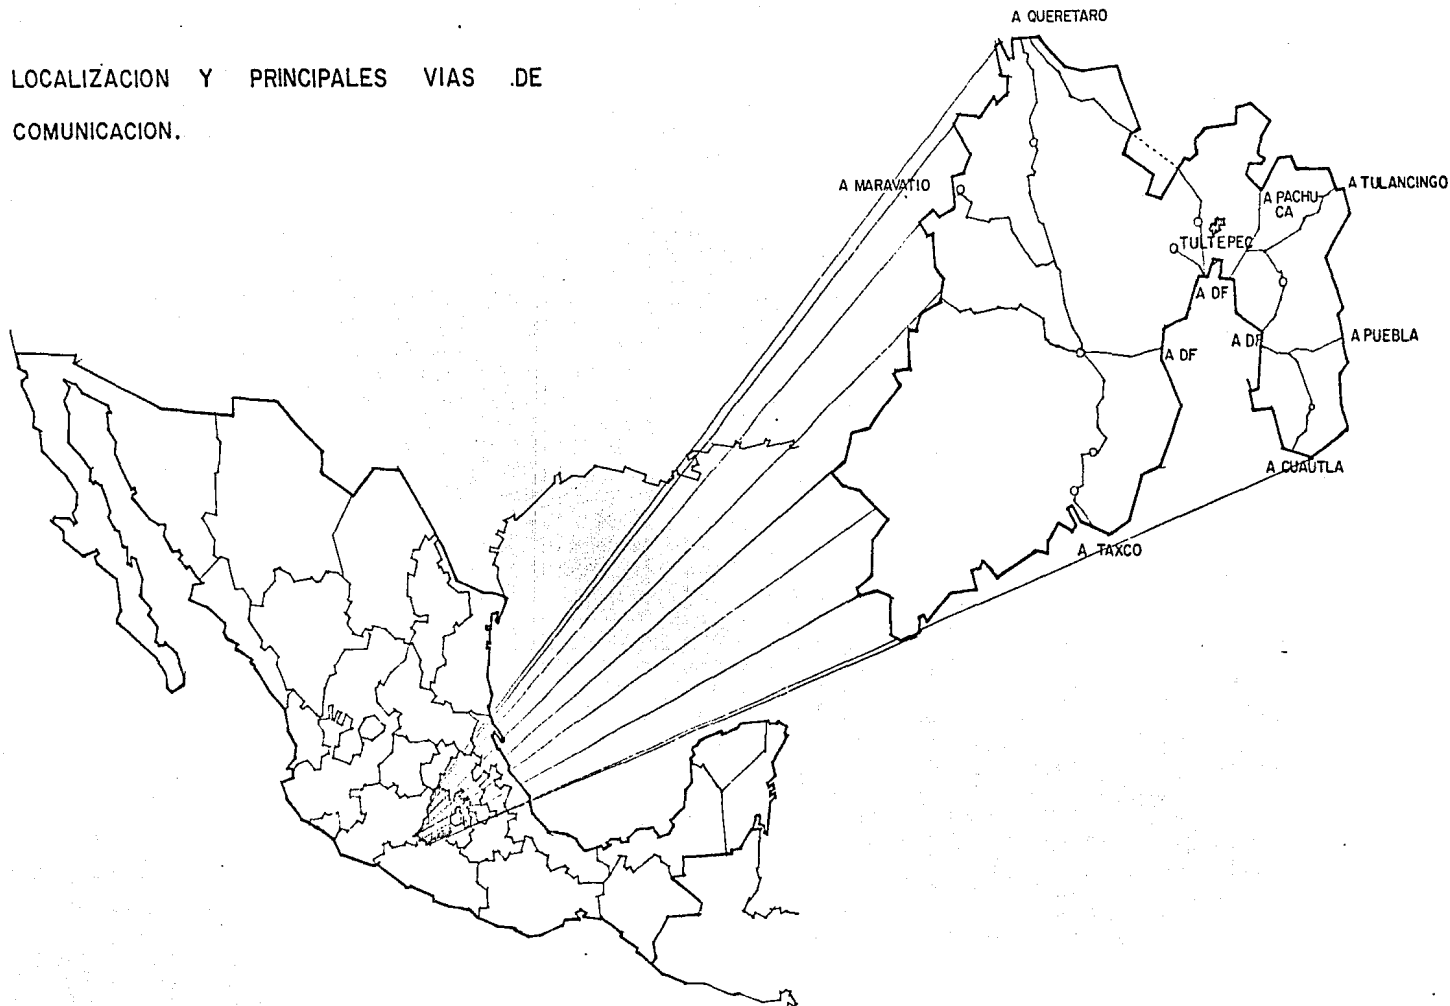 LOCALIZACION Y PRINCIPALES VIAS .DE
COMUNICACION.
A QUERETARO
A MARAVATIO
A TULANCINGO
A PACHU-
CA
TULTEPEC
A DF
A DF
A DF
A PUEBLA
A CUAUTLA
A TAXCO